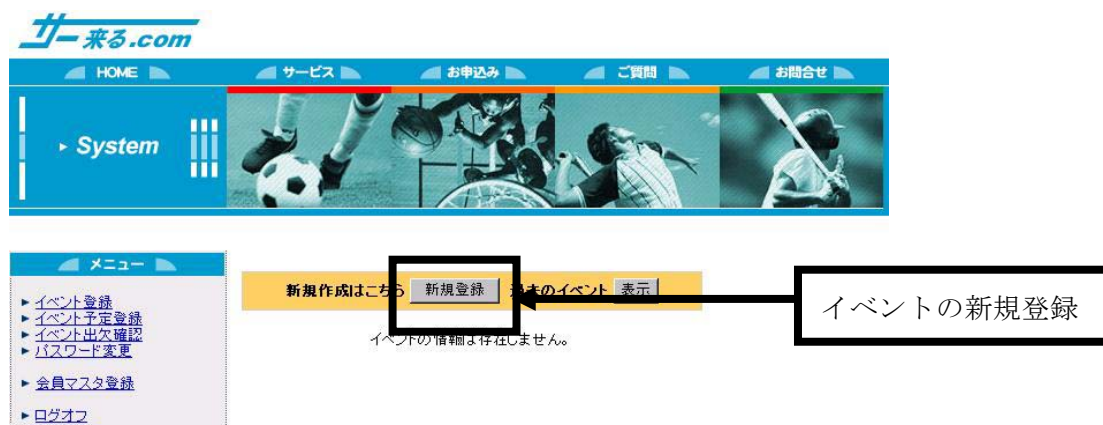 サー来る.com
HOME サービス お申込み ご質問 お問合せ
System
メニュー
イベント登録
イベント予定登録
イベント出欠確認
パスワード変更
会員マスタ登録
ログオフ
新規作成はこちら 新規登録 過去のイベント 表示
イベントの情報は存在しません。
イベントの新規登録